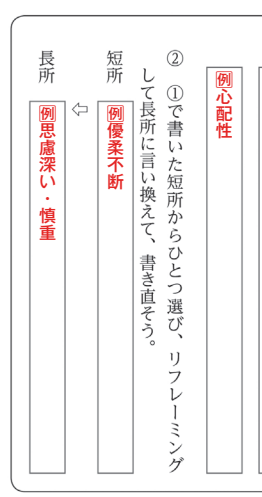 例心配性
② ①で書いた短所からひとつ選び、リフレーミング
して長所に言い換えて、書き直そう。
短所 例優柔不断
⇦
長所 例思慮深い・慎重